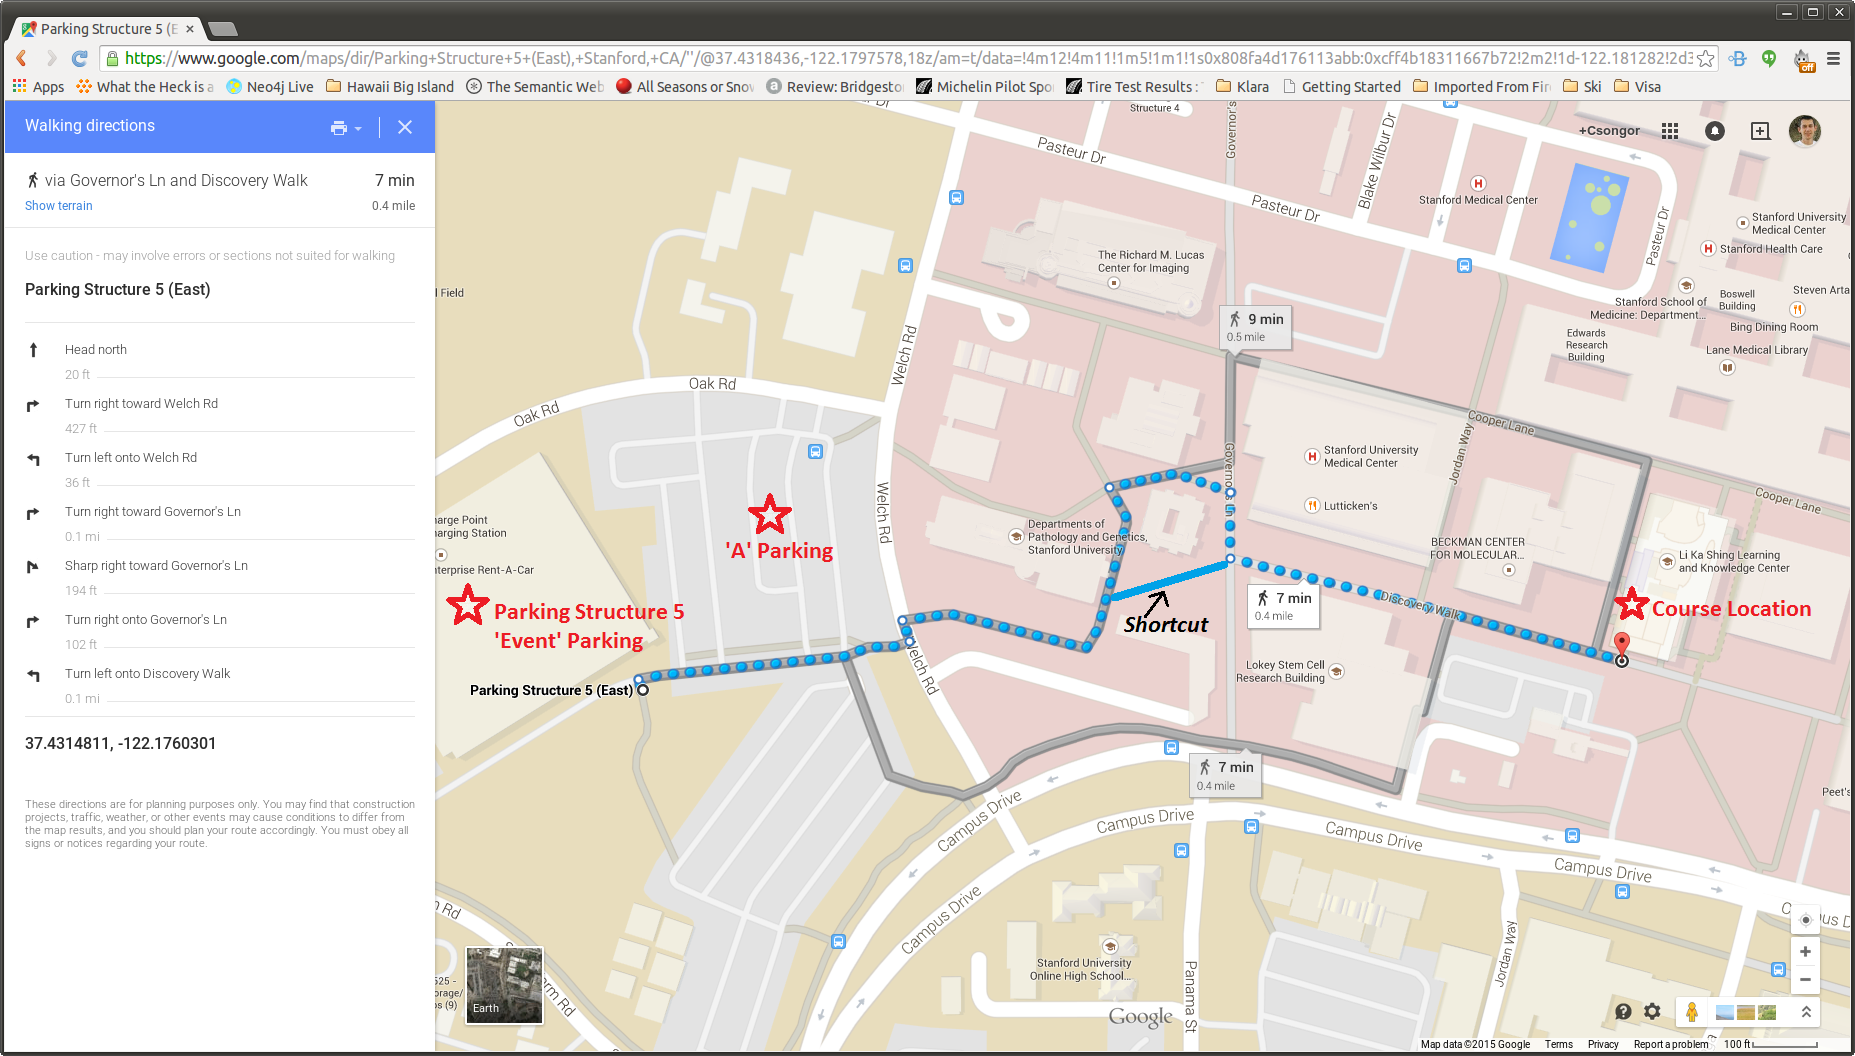 Parking Structure 5 (E
https://www.google.com/maps/dir/Parking+Structure+5+(East),+Stanford,+CA/''/@37.4318436,-122.1797578,18z/am=t/data=!4m12!4m11!1m5!1m1!1s0x808fa4d176113abb:0xcff4b18311667b72!2m2!1d-122.181282!2d3
off
Apps
What the Heck is a
Neo4j Live
Hawaii Big Island
The Semantic Web
All Seasons or Snov
Review: Bridgesto
Michelin Pilot Spo
Tire Test Results :
Klara
Getting Started
Imported From Fir
Ski
Visa
Walking directions
via Governor's Ln and Discovery Walk
7 min
Show terrain
0.4 mile
Use caution - may involve errors or sections not suited for walking
Parking Structure 5 (East)
Head north
20 ft
Turn right toward Welch Rd
427 ft
Turn left onto Welch Rd
36 ft
Turn right toward Governor's Ln
0.1 mi
Sharp right toward Governor's Ln
194 ft
Turn right onto Governor's Ln
102 ft
Turn left onto Discovery Walk
0.1 mi
37.4314811, -122.1760301
These directions are for planning purposes only. You may find that construction
projects, traffic, weather, or other events may cause conditions to differ from
the map results, and you should plan your route accordingly. You must obey all
signs or notices regarding your route.
Structure 4
Governor's
+Csongor
Pasteur Dr
Blake Wilbur Dr
Pasteur Dr
Pasteur Dr
H
Stanford Medical Center
Stanford University
Medical Center
H
Stanford Health Care
The Richard M. Lucas
Center for Imaging
l Field
Stanford School of
Medicine: Department...
Boswell
Building
Steven Arta
Bing Dining Room
Edwards
Research
Building
Lane Medical Library
9 min
0.5 mile
Welch Rd
Oak Rd
Oak Rd
Cooper Lane
Jordan Way
Governor's Ln
H
Stanford University
Medical Center
Lutticken's
Cooper Lane
Welch Rd
'A' Parking
harge Point
harging Station
nterprise Rent-A-Car
Departments of
Pathology and Genetics,
Stanford University
BECKMAN CENTER
FOR MOLECULAR...
Li Ka Shing Learning
and Knowledge Center
Parking Structure 5
'Event' Parking
Shortcut
7 min
0.4 mile
Discovery Walk
Course Location
Welch Rd
Parking Structure 5 (East)
Lokey Stem Cell
Research Building
7 min
0.4 mile
Campus Drive
Campus Drive
Campus Drive
Campus Drive
Campus Drive
Peet's
Stanford University
Online High School...
Panama St
Jordan Way
Earth
Google
Map data ©2015 Google
Terms
Privacy
Report a problem
100 ft